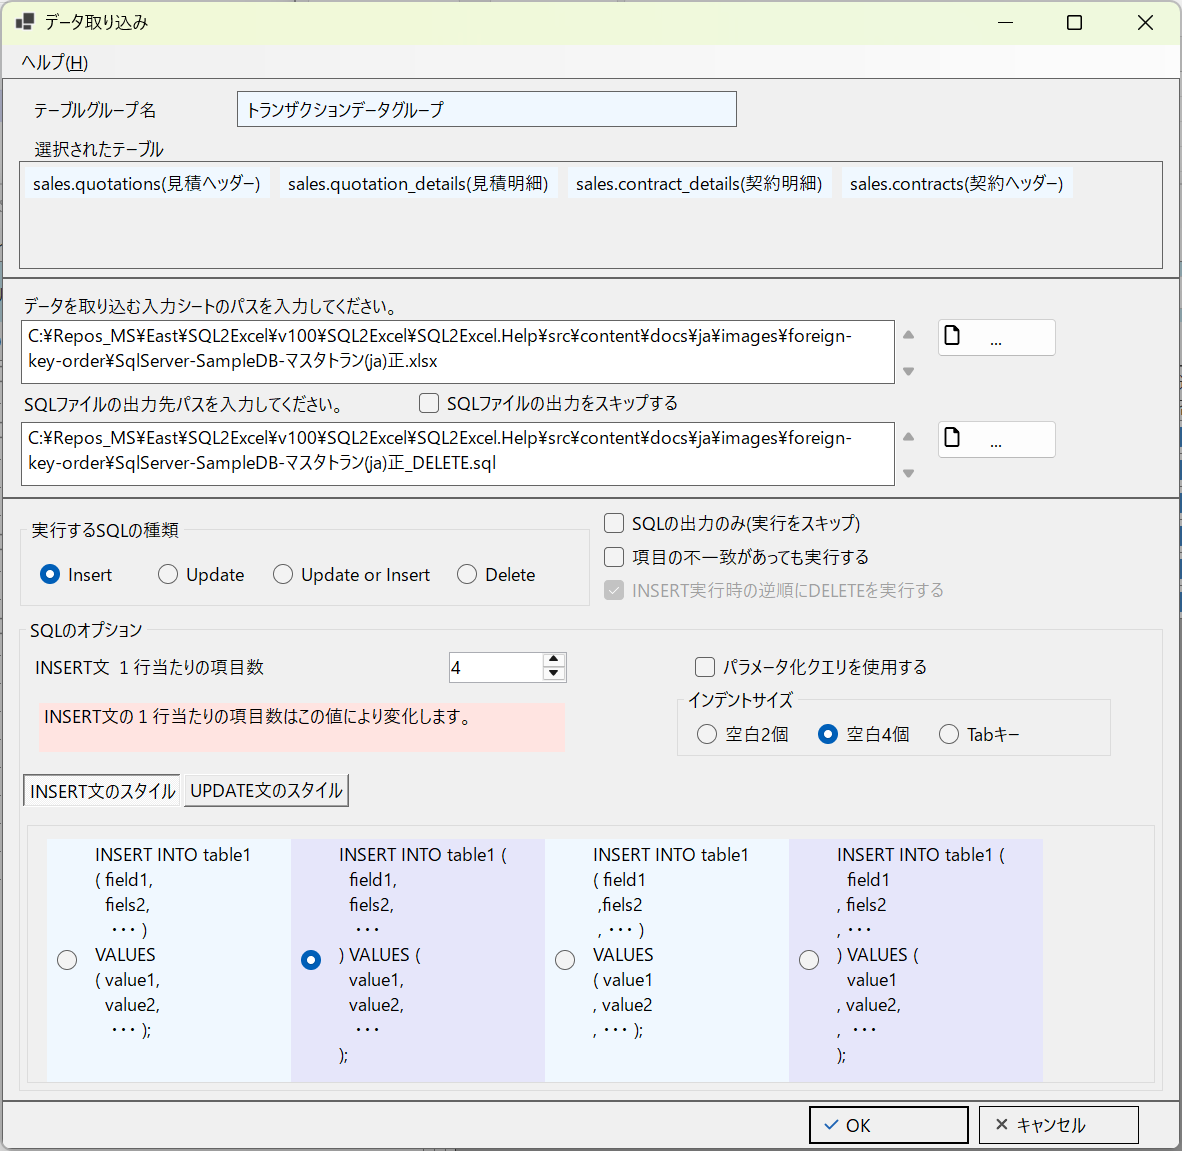 データ取り込み
ヘルプ(H)
テーブルグループ名
トランザクションデータグループ
選択されたテーブル
sales.quotations(見積ヘッダー) sales.quotation_details(見積明細) sales.contract_details(契約明細) sales.contracts(契約ヘッダー)
データを取り込む入力シートのパスを入力してください。
C:¥Repos_MS¥East¥SQL2Excel¥v100¥SQL2Excel¥SQL2Excel.Help¥src¥content¥docs¥ja¥images¥foreign-
key-order¥SqlServer-SampleDB-マスタトラン(ja)正.xlsx
...
SQLファイルの出力先パスを入力してください。
SQLファイルの出力をスキップする
C:¥Repos_MS¥East¥SQL2Excel¥v100¥SQL2Excel¥SQL2Excel.Help¥src¥content¥docs¥ja¥images¥foreign-
key-order¥SqlServer-SampleDB-マスタトラン(ja)正_DELETE.sql
...
実行するSQLの種類
Insert Update Update or Insert Delete
SQLの出力のみ(実行をスキップ)
項目の不一致があっても実行する
INSERT実行時の逆順にDELETEを実行する
SQLのオプション
INSERT文 １行当たりの項目数
4
INSERT文の１行当たりの項目数はこの値により変化します。
パラメータ化クエリを使用する
インデントサイズ
空白2個 空白4個 Tabキー
INSERT文のスタイル UPDATE文のスタイル
INSERT INTO table1
( field1,
fiels2,
･･･ )
VALUES
( value1,
value2,
･･･ );
INSERT INTO table1 (
field1,
fiels2,
･･･
) VALUES (
value1,
value2,
･･･
);
INSERT INTO table1
( field1
,fiels2
, ･･･ )
VALUES
( value1
, value2
, ･･･ );
INSERT INTO table1 (
field1
, fiels2
, ･･･
) VALUES (
value1
, value2,
, ･･･
);
OK
キャンセル